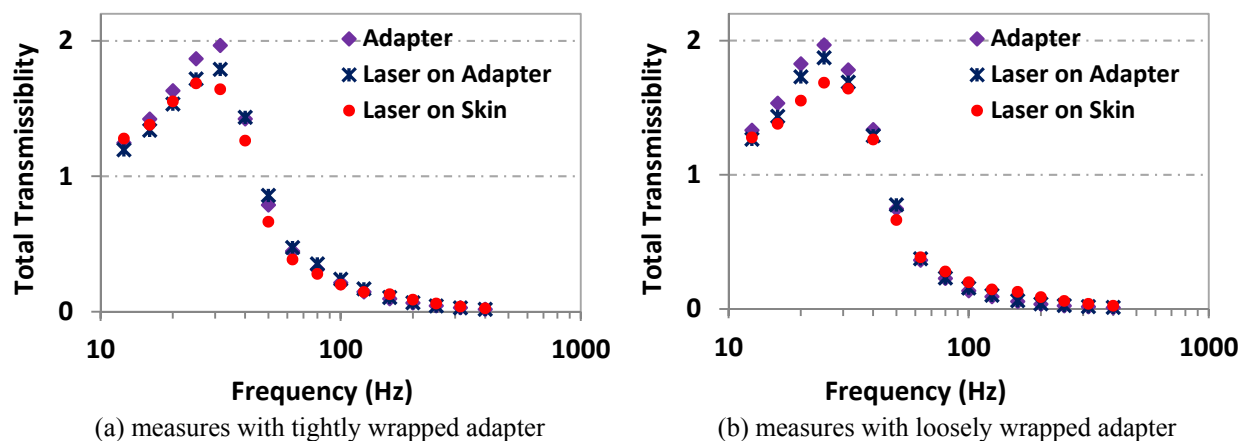 Total Transmissiblity
2
1
0
Adapter
Laser on Adapter
Laser on Skin
10 100 1000
Frequency (Hz)
(a) measures with tightly wrapped adapter
Total Transmissiblity
2
1
0
Adapter
Laser on Adapter
Laser on Skin
10 100 1000
Frequency (Hz)
(b) measures with loosely wrapped adapter